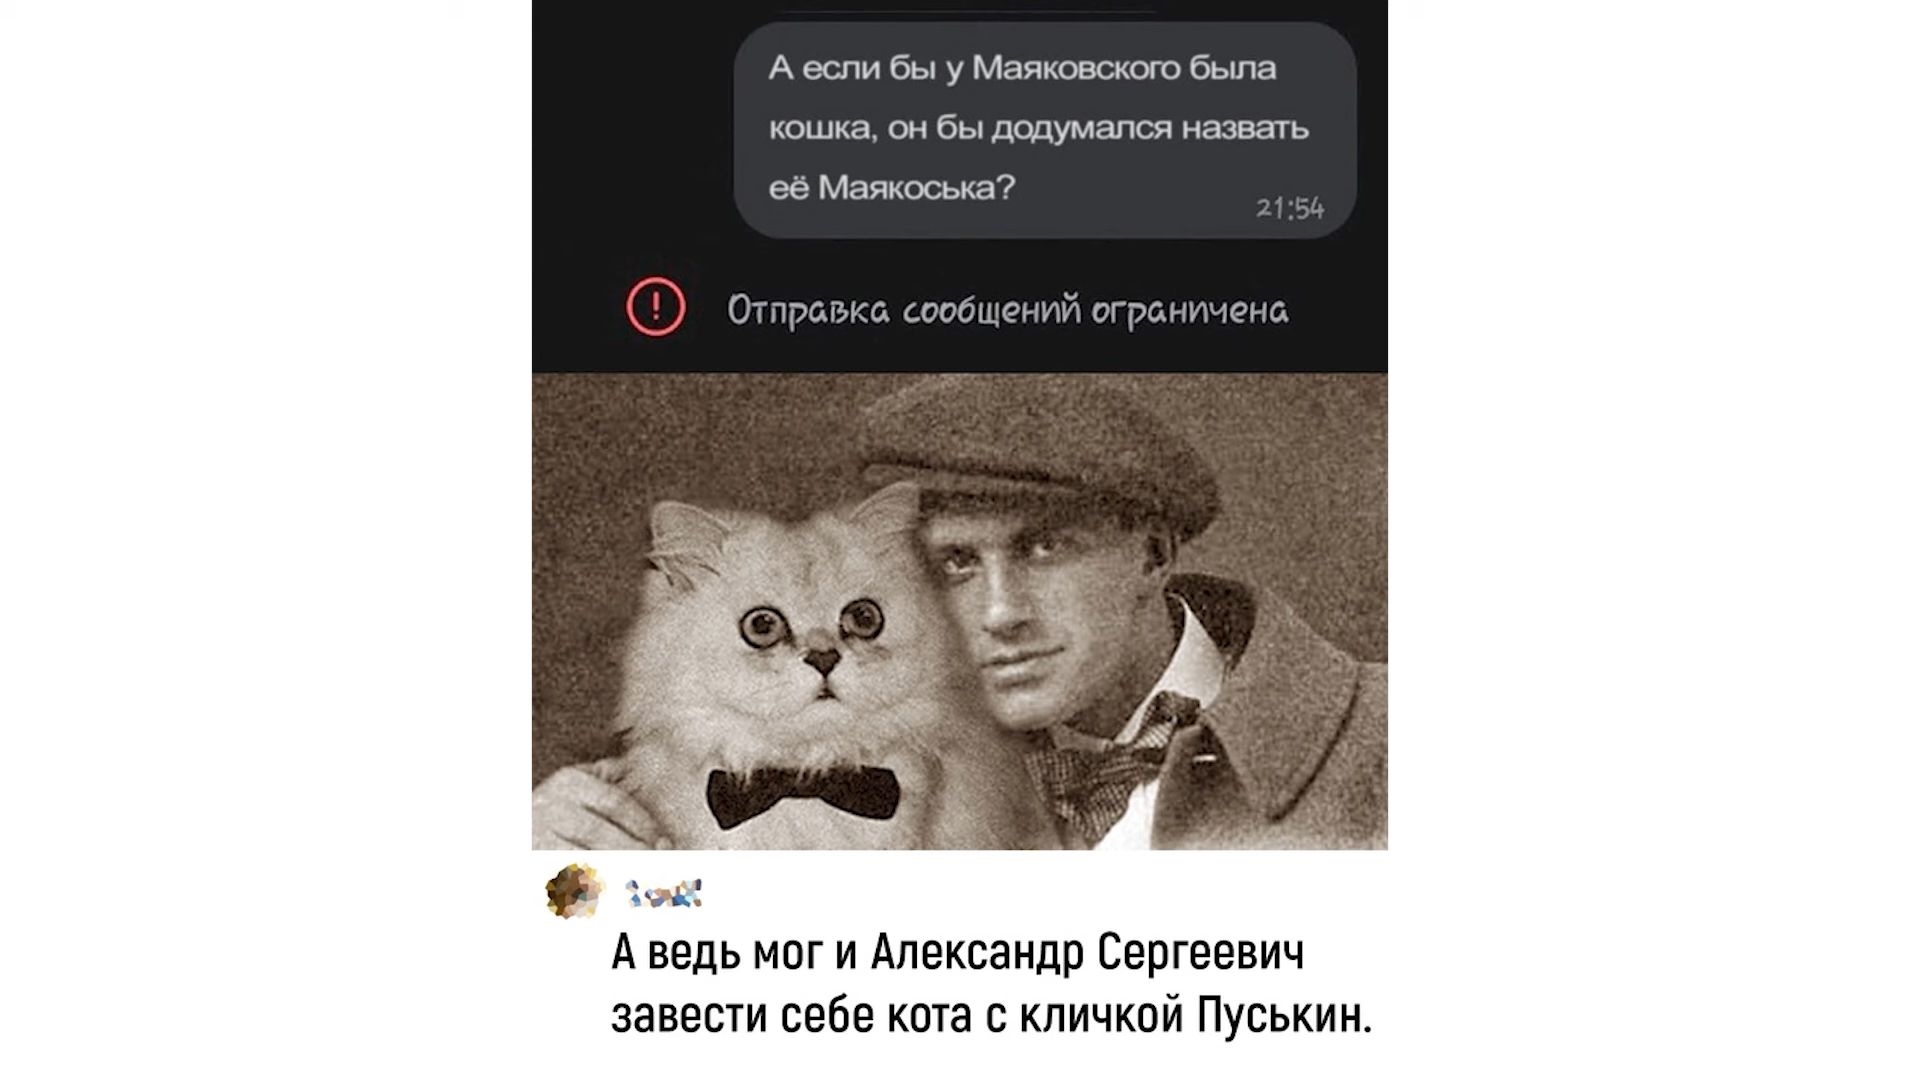 А если бы у Маяковского была
кошка, он бы додумался назвать
её Маякоська?
21:54
! Отправка сообщений ограничена
А ведь мог и Александр Сергеевич
завести себе кота с кличкой Пуськин.